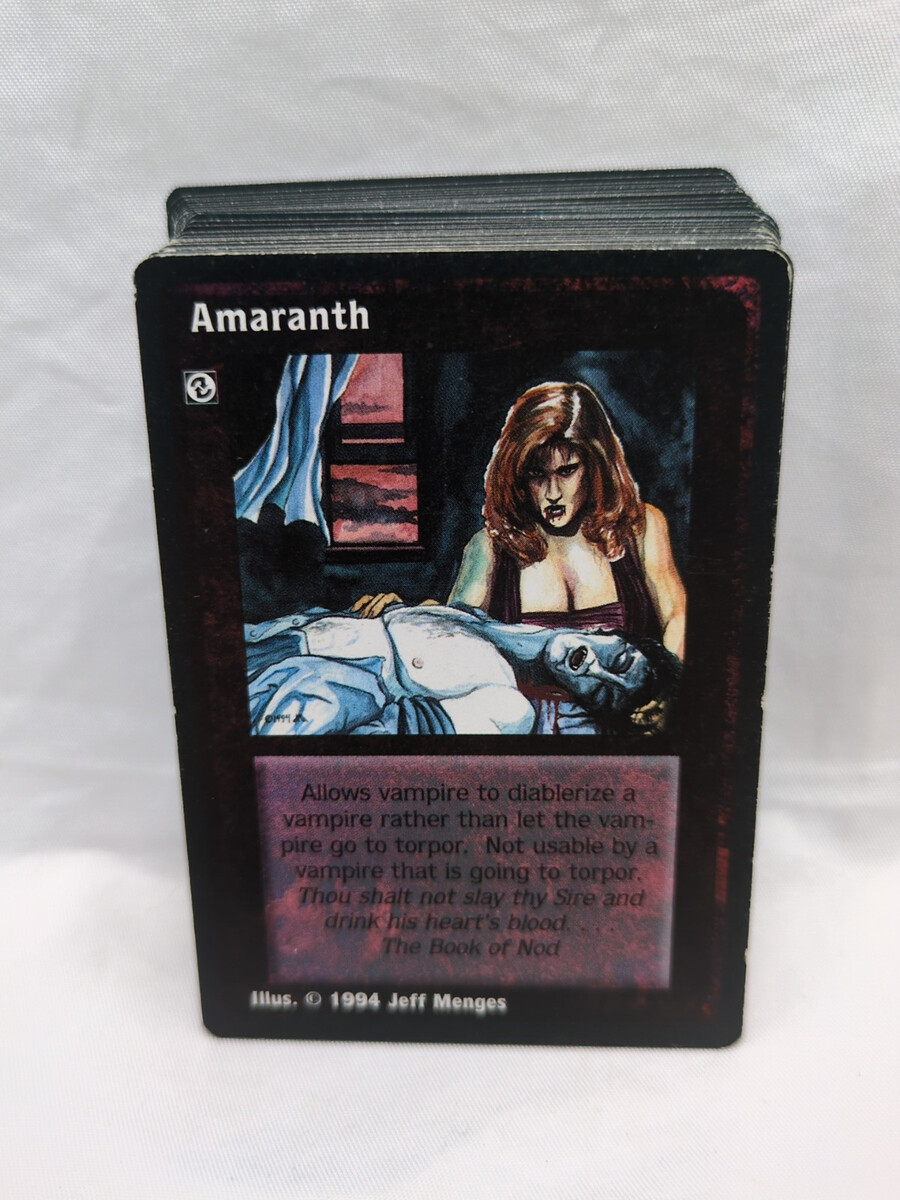 Amaranth
©1994
Allows vampire to diablerize a
vampire rather than let the vam-
pire go to torpor. Not usable by a
vampire that is going to torpor.
Thou shalt not slay thy Sire and
drink his heart's blood. . . .
The Book of Nod
Illus. © 1994 Jeff Menges